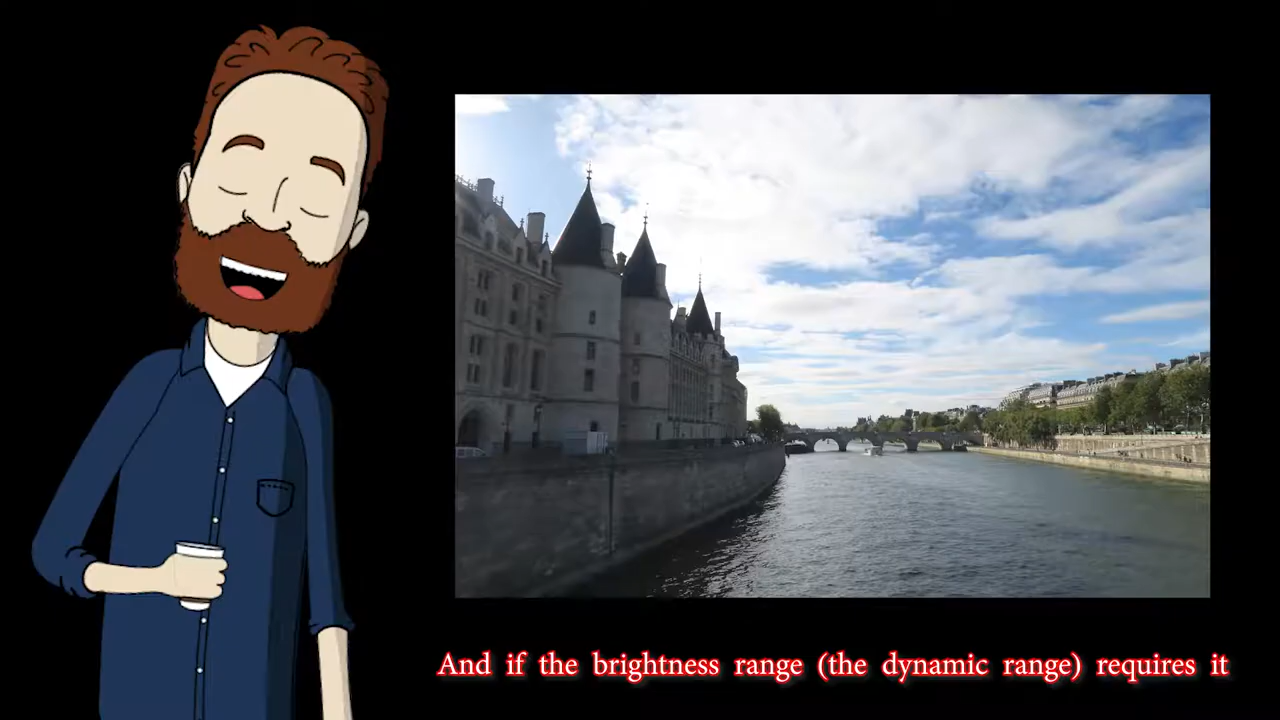 And if the brightness range (the dynamic range) requires it